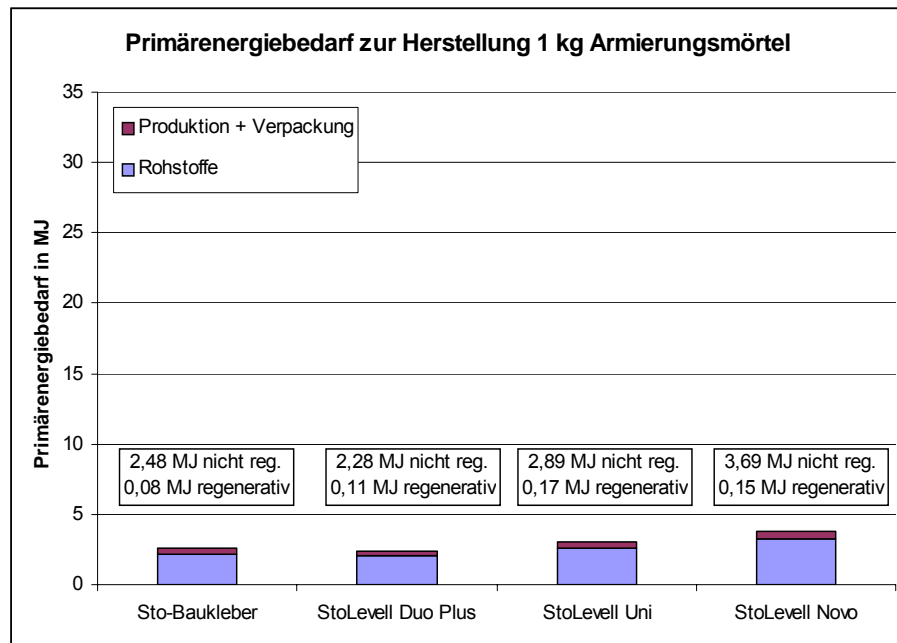 Primärenergiebedarf zur Herstellung 1 kg Armierungsmörtel
Primärenergiebedarf in MJ
35
30
25
20
15
10
5
0
Produktion + Verpackung
Rohstoffe
2,48 MJ nicht reg.
0,08 MJ regenerativ
2,28 MJ nicht reg.
0,11 MJ regenerativ
2,89 MJ nicht reg.
0,17 MJ regenerativ
3,69 MJ nicht reg.
0,15 MJ regenerativ
Sto-Baukleber
StoLevell Duo Plus
StoLevell Uni
StoLevell Novo